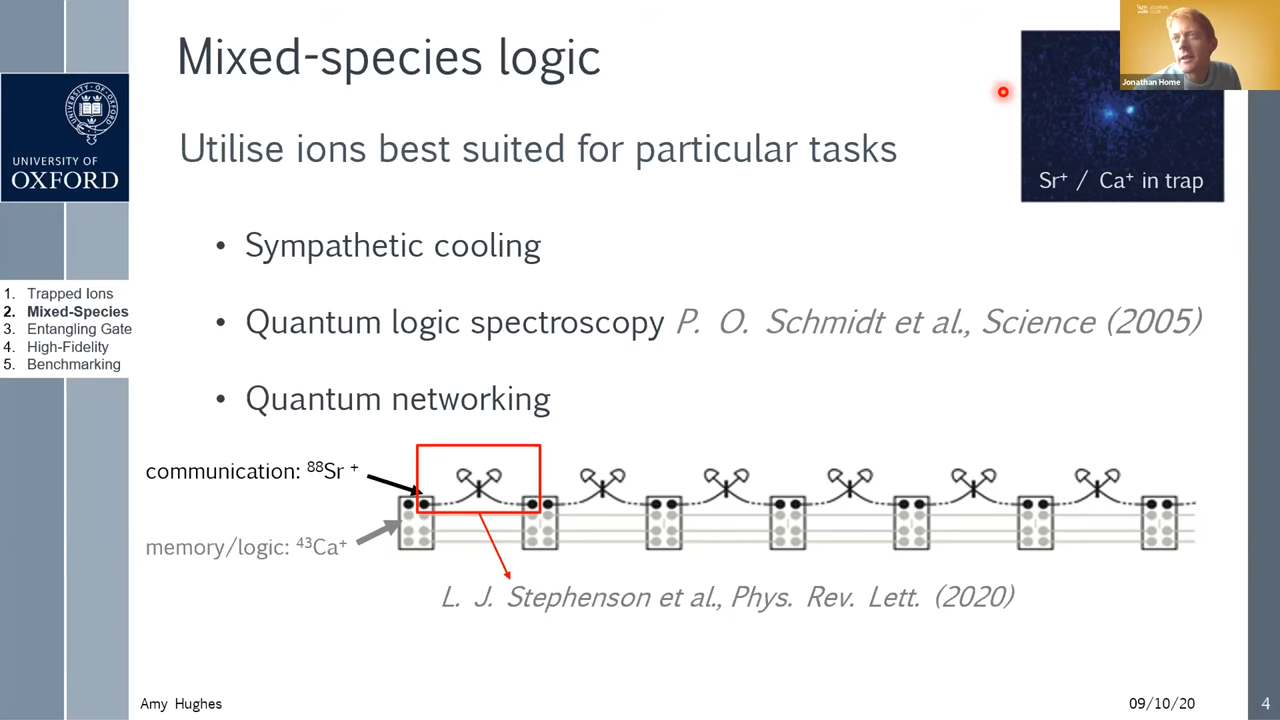 Mixed-species logic
JOURNAL
CLUB
Jonathan Home
Utilise ions best suited for particular tasks
UNIVERSITY OF
OXFORD
Sr⁺ / Ca⁺ in trap
• Sympathetic cooling
1. Trapped Ions
2. Mixed-Species
3. Entangling Gate
4. High-Fidelity
5. Benchmarking
• Quantum logic spectroscopy P. O. Schmidt et al., Science (2005)
• Quantum networking
communication: ⁸⁸Sr ⁺
memory/logic: ⁴³Ca⁺
L. J. Stephenson et al., Phys. Rev. Lett. (2020)
Amy Hughes
09/10/20
4